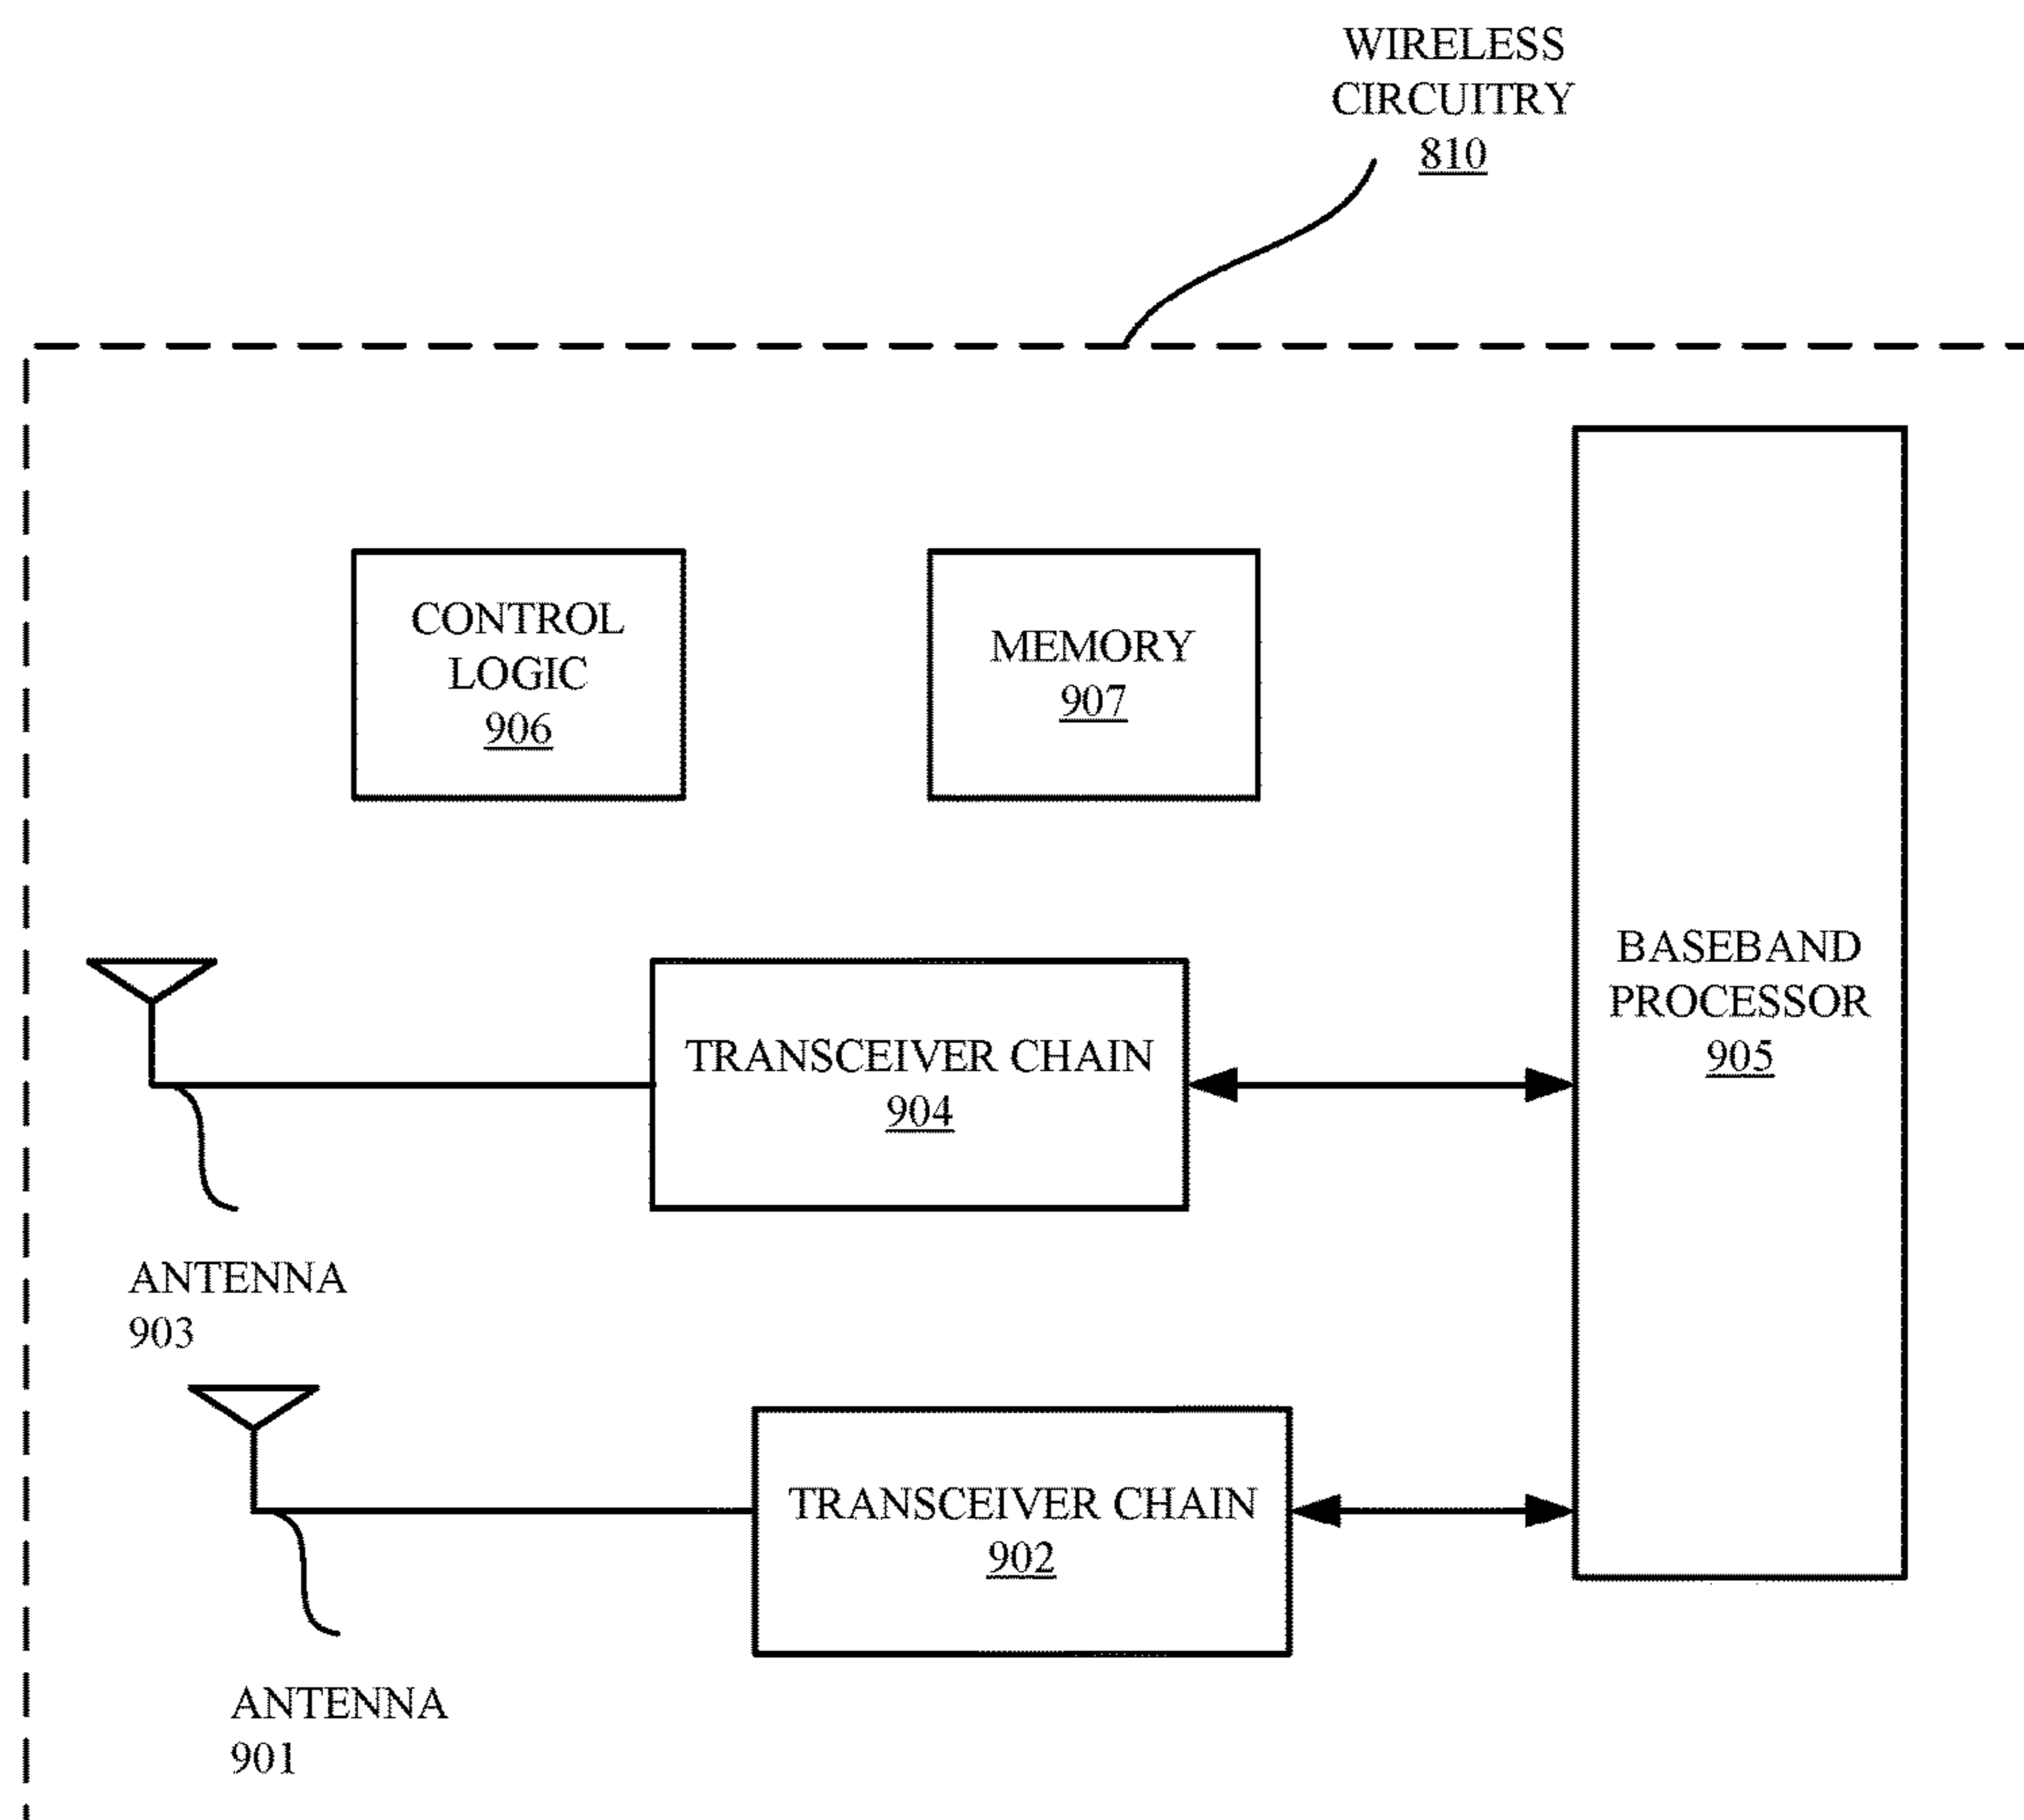 WIRELESS
CIRCUITRY
810
CONTROL
LOGIC
906
MEMORY
907
BASEBAND
PROCESSOR
905
TRANSCEIVER CHAIN
904
ANTENNA
903
TRANSCEIVER CHAIN
902
ANTENNA
901